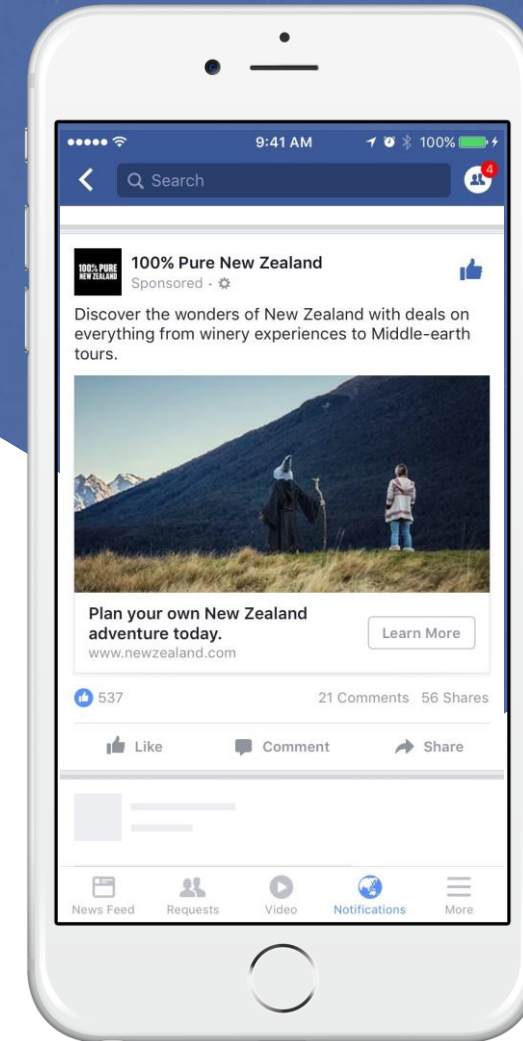 9:41 AM
100%
Search
4
100% PURE
NEW ZEALAND
100% Pure New Zealand
Sponsored ·
Discover the wonders of New Zealand with deals on
everything from winery experiences to Middle-earth
tours.
Plan your own New Zealand
adventure today.
www.newzealand.com
Learn More
537
21 Comments 56 Shares
Like
Comment
Share
News Feed
Requests
Video
Notifications
More